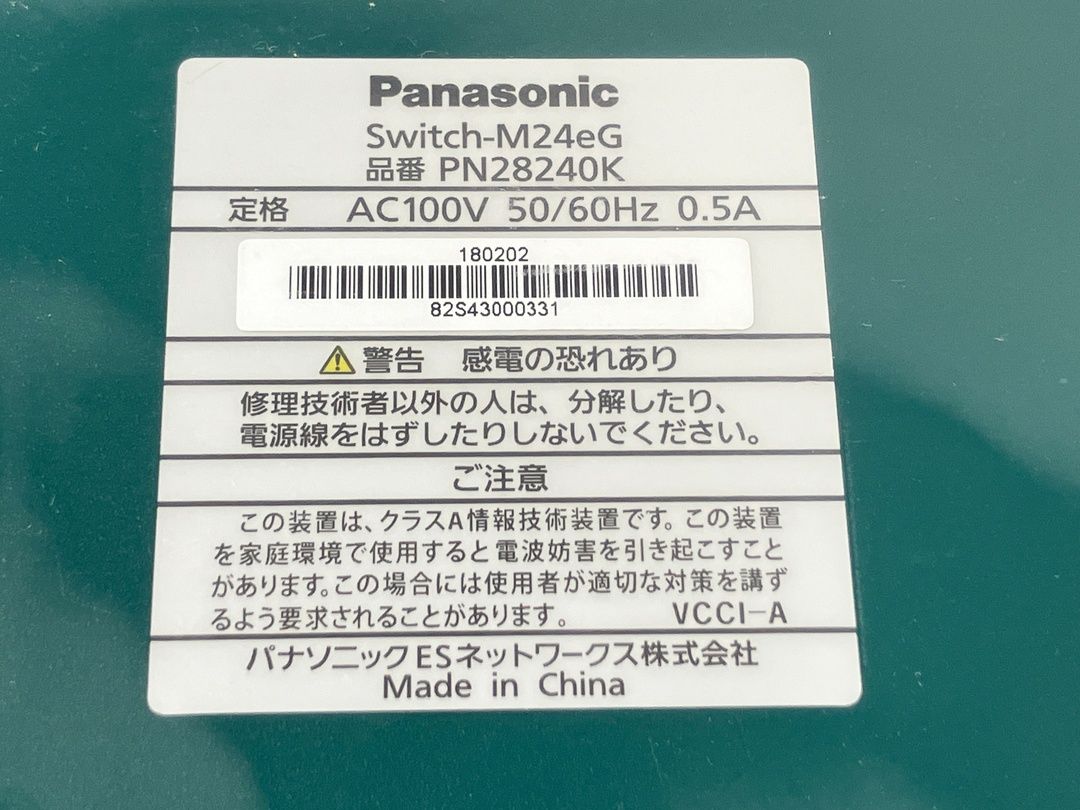 Panasonic
Switch-M24eG
品番 PN28240K
定格 AC100V 50/60Hz 0.5A
180202
82S43000331
警告 感電の恐れあり
修理技術者以外の人は、分解したり、
電源線をはずしたりしないでください。
ご注意
この装置は、クラスA情報技術装置です。この装置
を家庭環境で使用すると電波妨害を引き起こすこと
があります。この場合には使用者が適切な対策を講ず
るよう要求されることがあります。 VCCI-A
パナソニックESネットワークス株式会社
Made in China